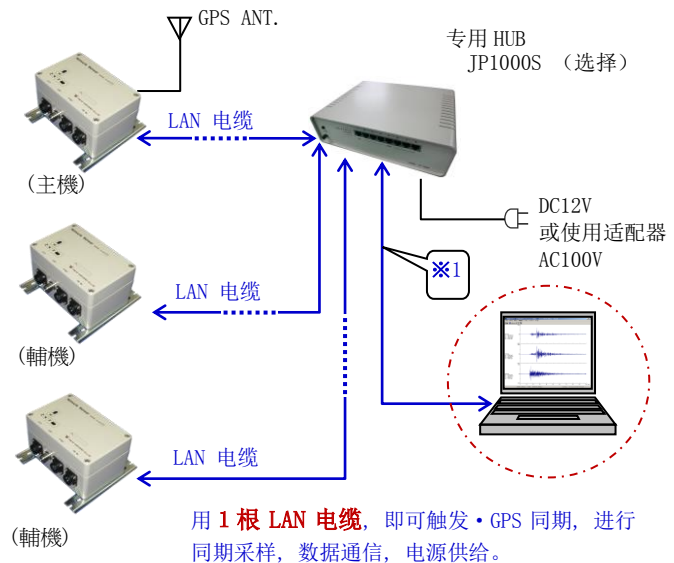 GPS ANT.
专用 HUB
JP1000S （选择）
LAN 电缆
(主機)
DC12V
或使用适配器
AC100V
※1
LAN 电缆
(輔機)
LAN 电缆
(輔機)
用 1 根 LAN 电缆, 即可触发・GPS 同期, 进行
同期采样, 数据通信, 电源供给。